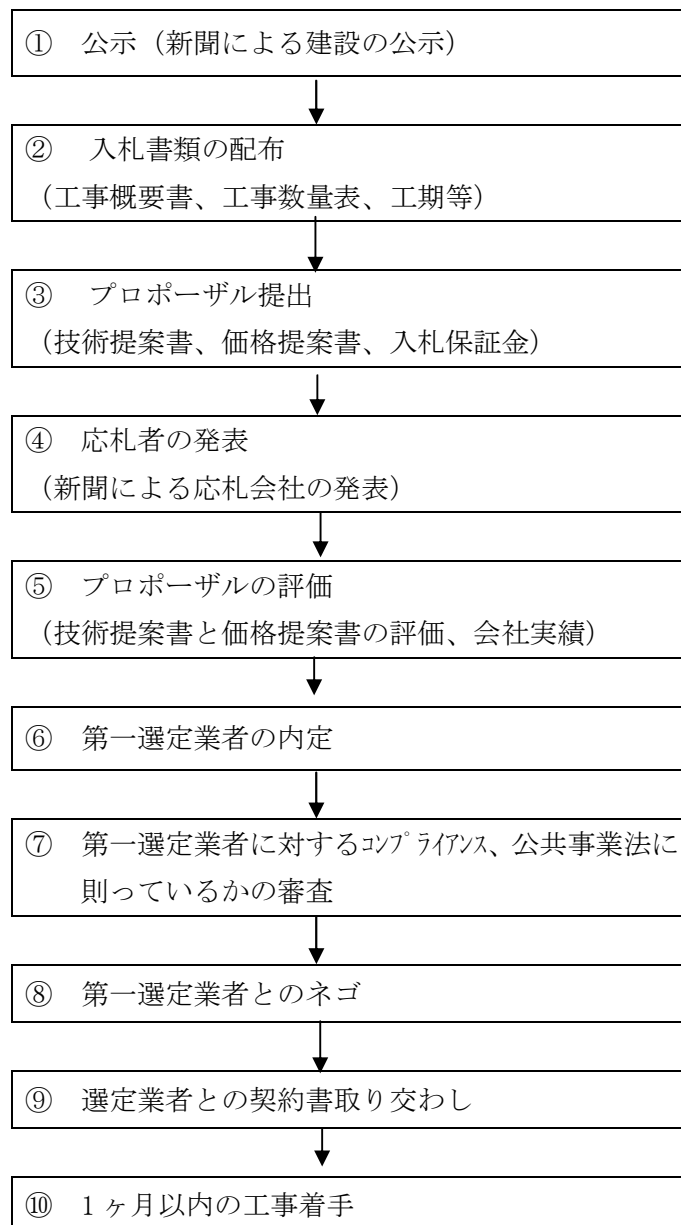 ① 公示（新聞による建設の公示）
② 入札書類の配布
（工事概要書、工事数量表、工期等）
③ プロポーザル提出
（技術提案書、価格提案書、入札保証金）
④ 応札者の発表
（新聞による応札会社の発表）
⑤ プロポーザルの評価
（技術提案書と価格提案書の評価、会社実績）
⑥ 第一選定業者の内定
⑦ 第一選定業者に対するｺﾝﾌﾟﾗｲｱﾝｽ、公共事業法に
則っているかの審査
⑧ 第一選定業者とのネゴ
⑨ 選定業者との契約書取り交わし
⑩ 1 ヶ月以内の工事着手